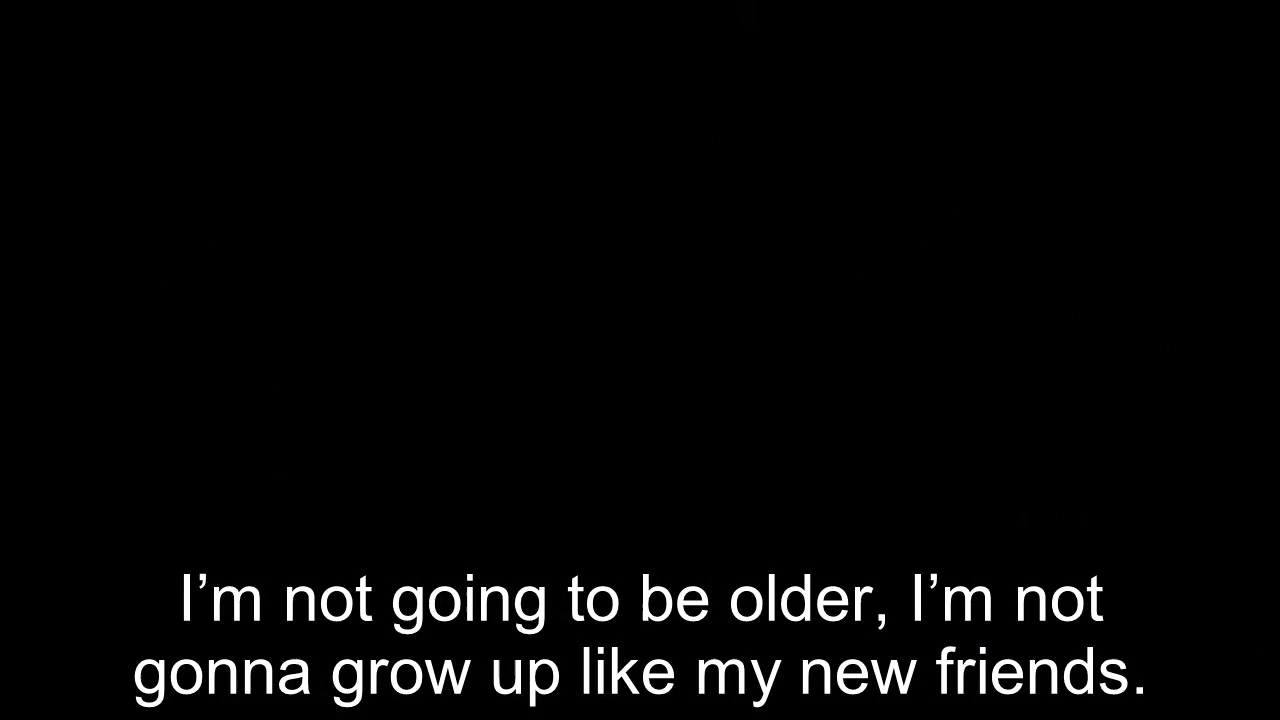 I’m not going to be older, I’m not
gonna grow up like my new friends.